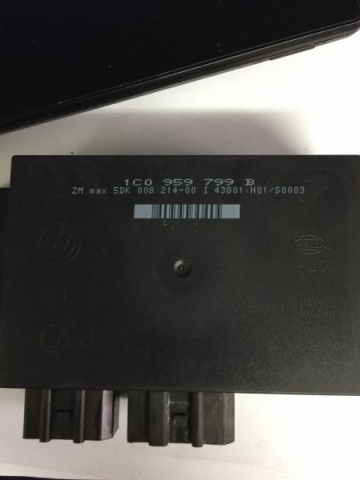 1C0 959 799 B
ZM max 5DK 008 214-00 I 43801:H01/S0003